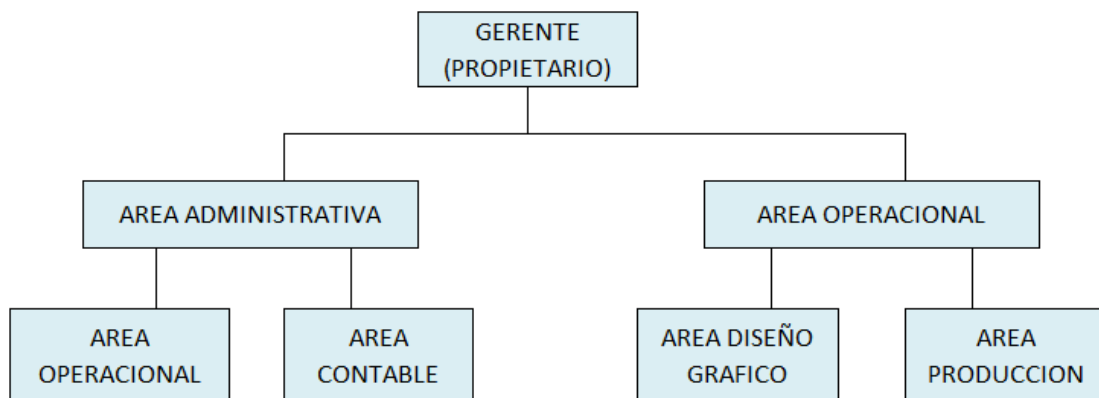 GERENTE
(PROPIETARIO)
AREA ADMINISTRATIVA
AREA OPERACIONAL
AREA
OPERACIONAL
AREA
CONTABLE
AREA DISEÑO
GRAFICO
AREA
PRODUCCION